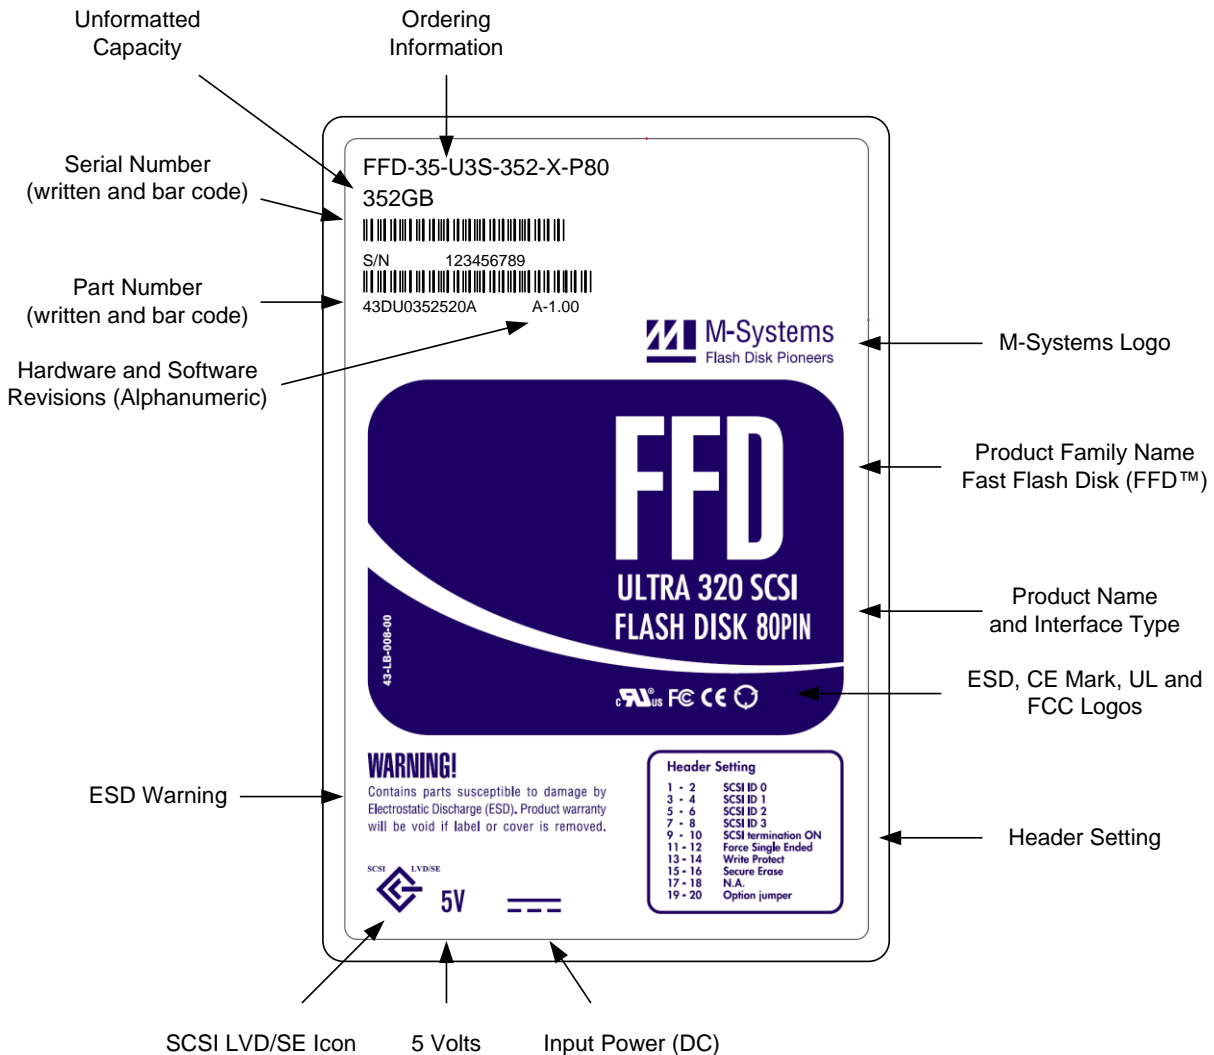 Unformatted
Capacity
Ordering
Information
Serial Number
(written and bar code)
FFD-35-U3S-352-X-P80
352GB
S/N 123456789
Part Number
(written and bar code)
43DU0352520A A-1.00
Hardware and Software
Revisions (Alphanumeric)
M-Systems
Flash Disk Pioneers
M-Systems Logo
FFD
Product Family Name
Fast Flash Disk (FFD™)
ULTRA 320 SCSI
FLASH DISK 80PIN
Product Name
and Interface Type
43-LB-008-00
c RU ® us FC CE
ESD, CE Mark, UL and
FCC Logos
ESD Warning
WARNING!
Contains parts susceptible to damage by
Electrostatic Discharge (ESD). Product warranty
will be void if label or cover is removed.
Header Setting
1 - 2 SCSI ID 0
3 - 4 SCSI ID 1
5 - 6 SCSI ID 2
7 - 8 SCSI ID 3
9 - 10 SCSI termination ON
11 - 12 Force Single Ended
13 - 14 Write Protect
15 - 16 Secure Erase
17 - 18 N.A.
19 - 20 Option jumper
Header Setting
SCSI LVD/SE
5V
SCSI LVD/SE Icon
5 Volts
Input Power (DC)